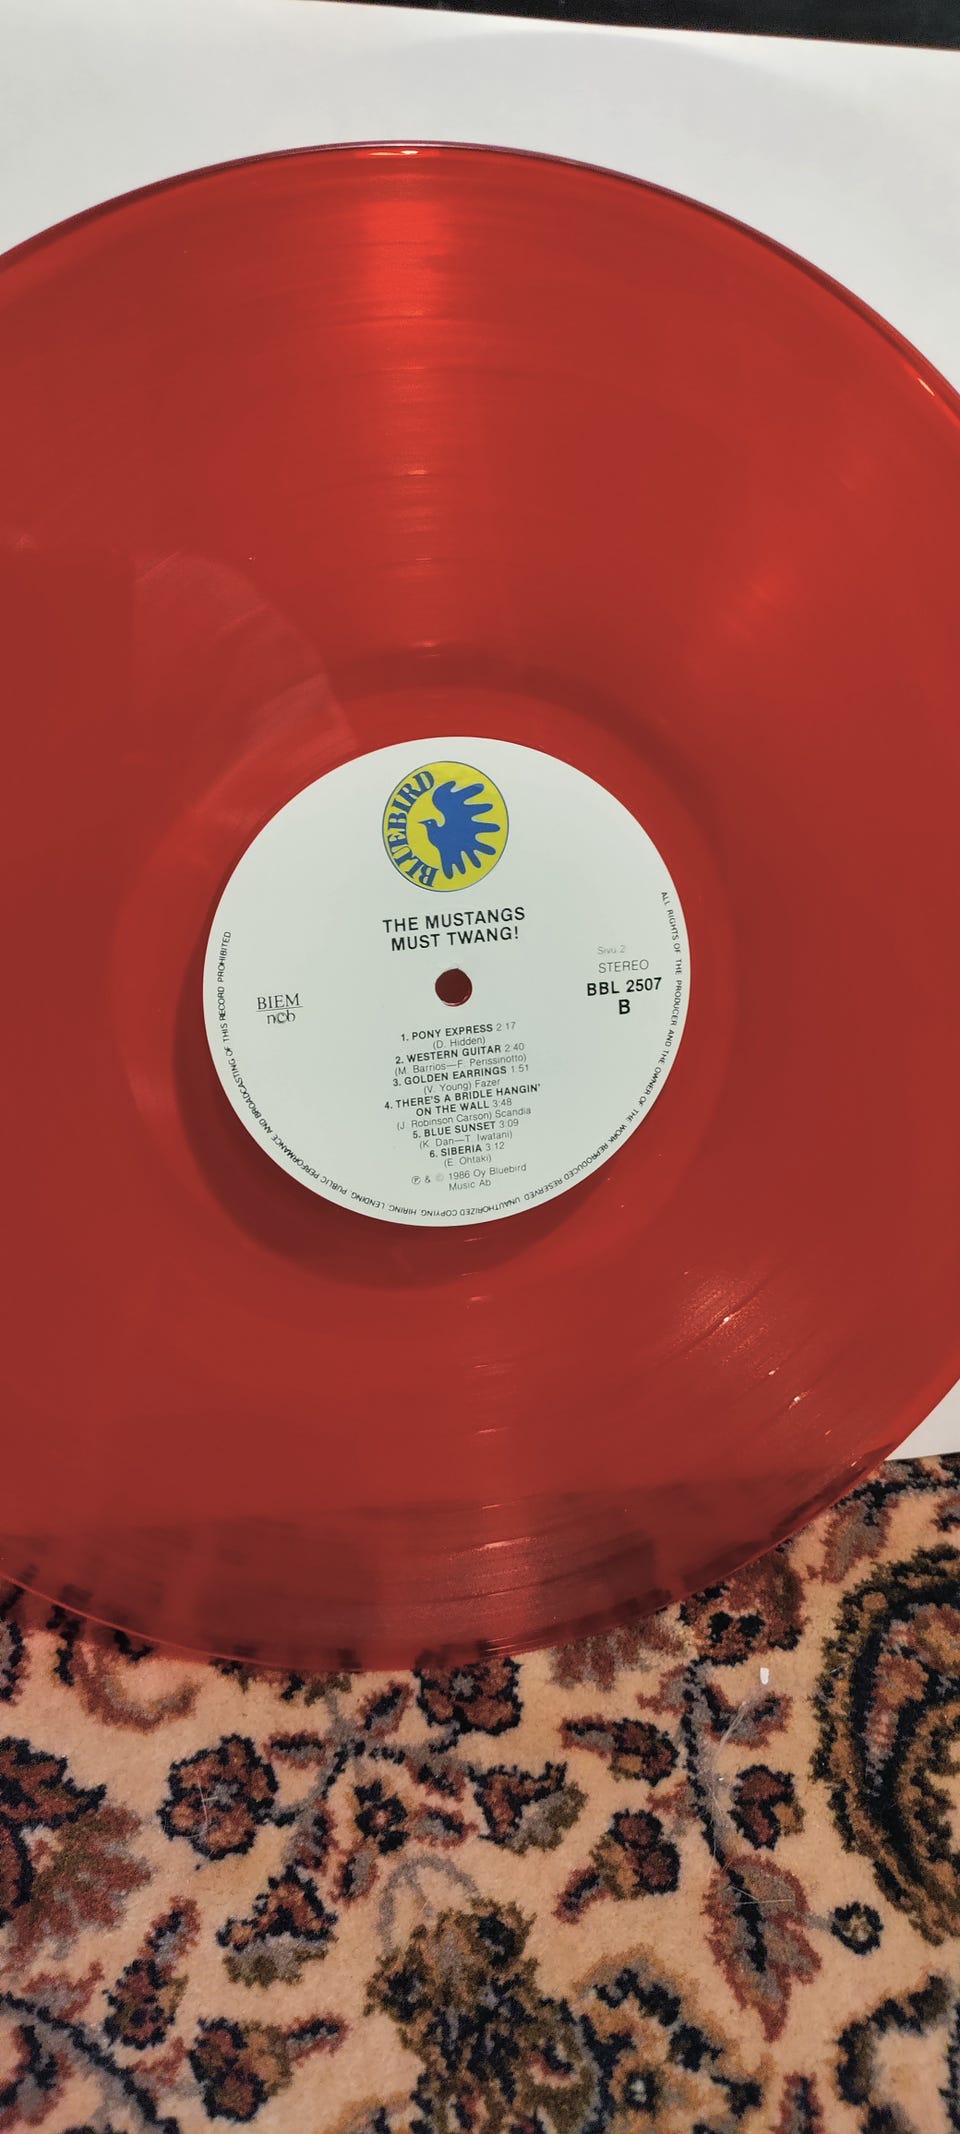 BLUEBIRD
THE MUSTANGS
MUST TWANG!
Sivu 2
STEREO
BBL 2507
B
BIEM
ncb
1. PONY EXPRESS 2:17
(D. Hidden)
2. WESTERN GUITAR 2:40
(M. Barrios—F. Perissinotto)
3. GOLDEN EARRINGS 1:51
(V. Young) Fazer
4. THERE'S A BRIDLE HANGIN'
ON THE WALL 3:48
(J. Robinson Carson) Scandia
5. BLUE SUNSET 3:09
(K. Dan—T. Iwatani)
6. SIBERIA 3:12
(E. Ohtaki)
℗ & © 1986 Oy Bluebird
Music Ab
ALL RIGHTS OF THE PRODUCER AND THE OWNER OF THE WORK REPRODUCED RESERVED. UNAUTHORIZED COPYING, HIRING, LENDING, PUBLIC PERFORMANCE AND BROADCASTING OF THIS RECORD PROHIBITED